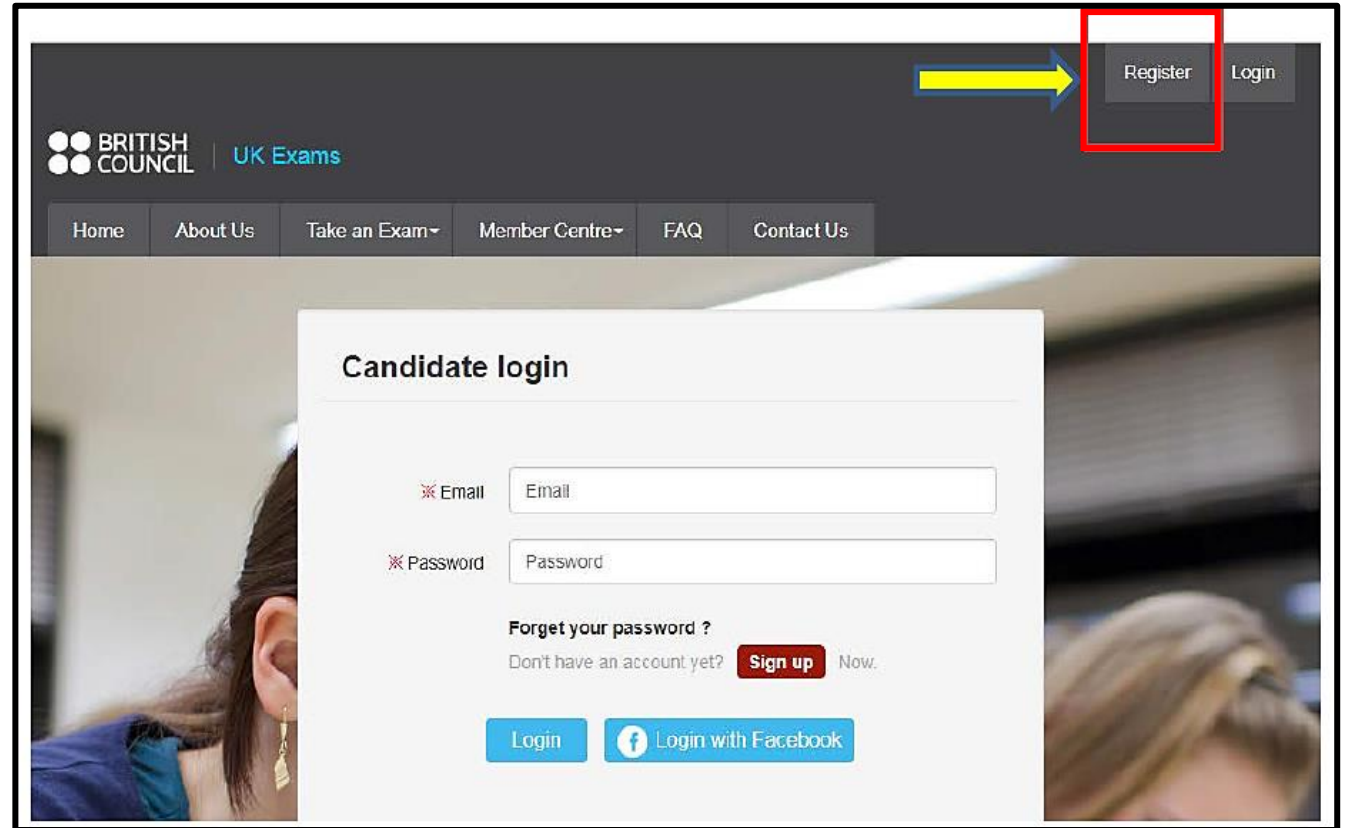 Register Login
BRITISH
COUNCIL UK Exams
Home About Us Take an Exam Member Centre FAQ Contact Us
Candidate login
※ Email Email
※ Password Password
Forget your password ?
Don't have an account yet? Sign up Now.
Login f Login with Facebook